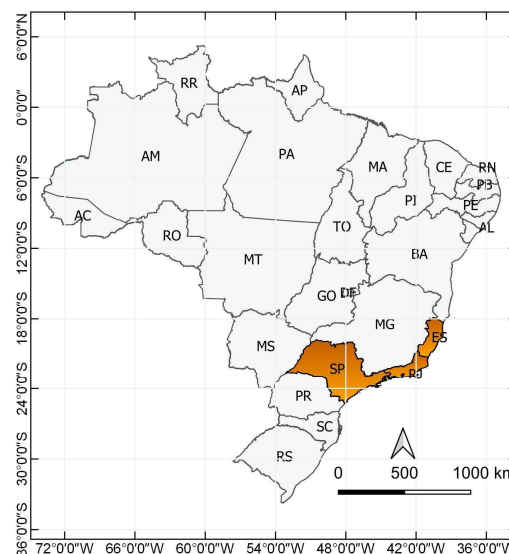 6°0'0"N
0°0'0"
6°0'0"S
12°0'0"S
18°0'0"S
24°0'0"S
30°0'0"S
36°0'0"S
RR
AP
AM
PA
MA
CE
RN
PB
PI
PE
AC
TO
AL
RO
BA
MT
GO
DF
MG
MS
ES
SP
RJ
PR
SC
RS
0 500 1000 km
72°0'0"W 66°0'0"W 60°0'0"W 54°0'0"W 48°0'0"W 42°0'0"W 36°0'0"W